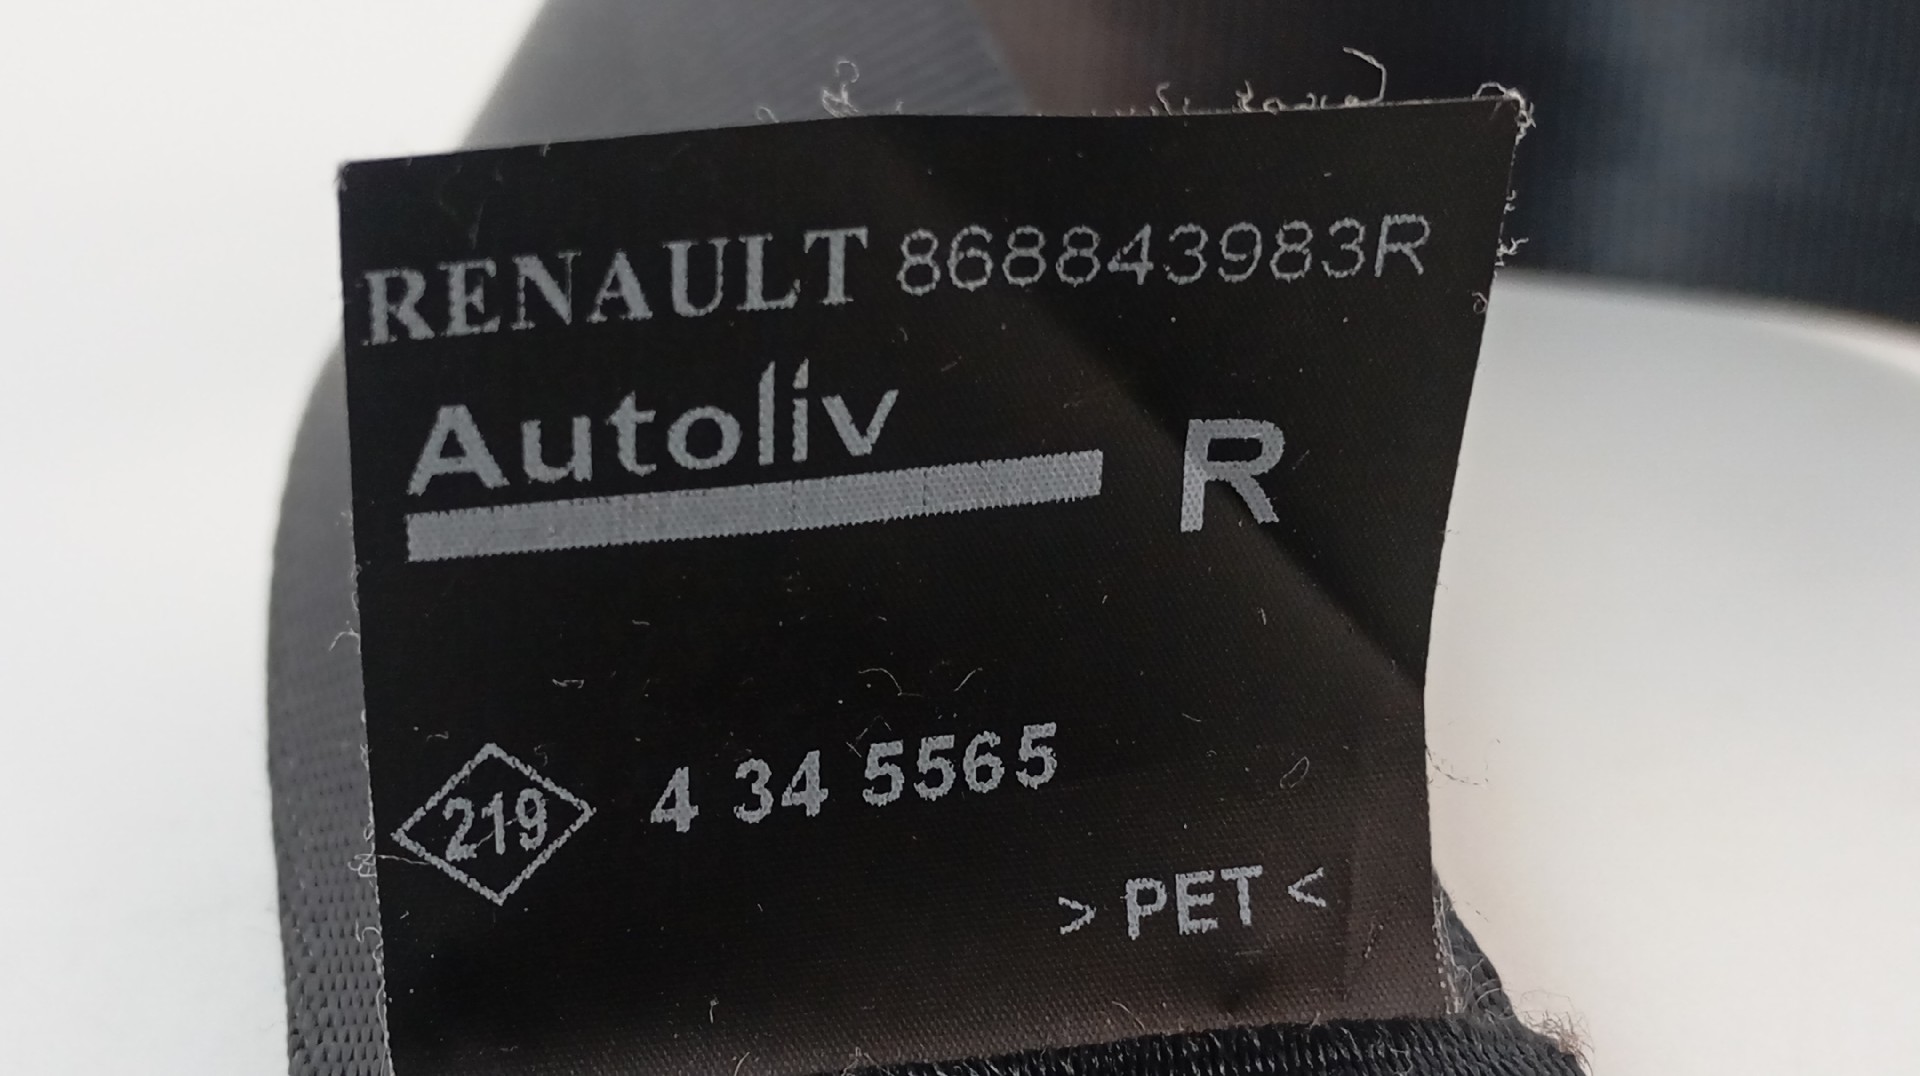 RENAULT 868843983R
Autoliv R
219 4 34 5565
> PET <